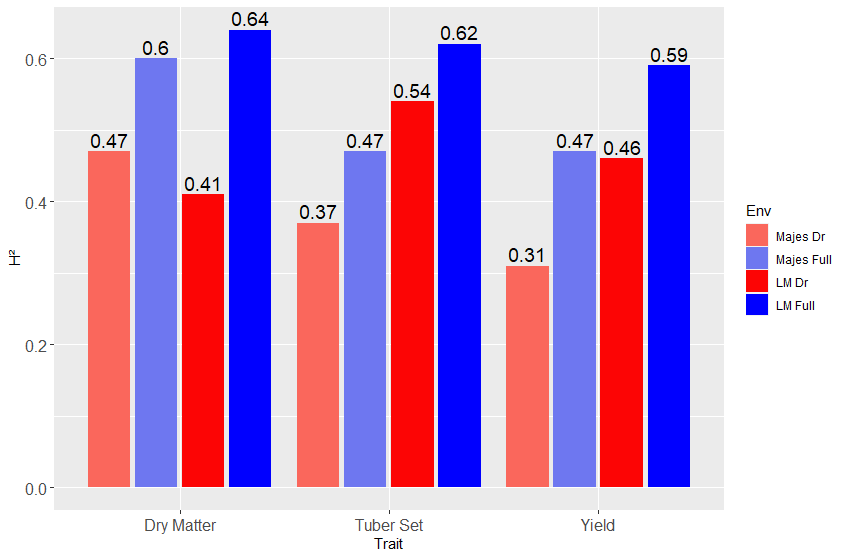 H²
0.6
0.4
0.2
0.0
0.47
0.6
0.41
0.64
0.37
0.47
0.54
0.62
0.31
0.47
0.46
0.59
Dry Matter
Tuber Set
Yield
Trait
Env
Majes Dr
Majes Full
LM Dr
LM Full